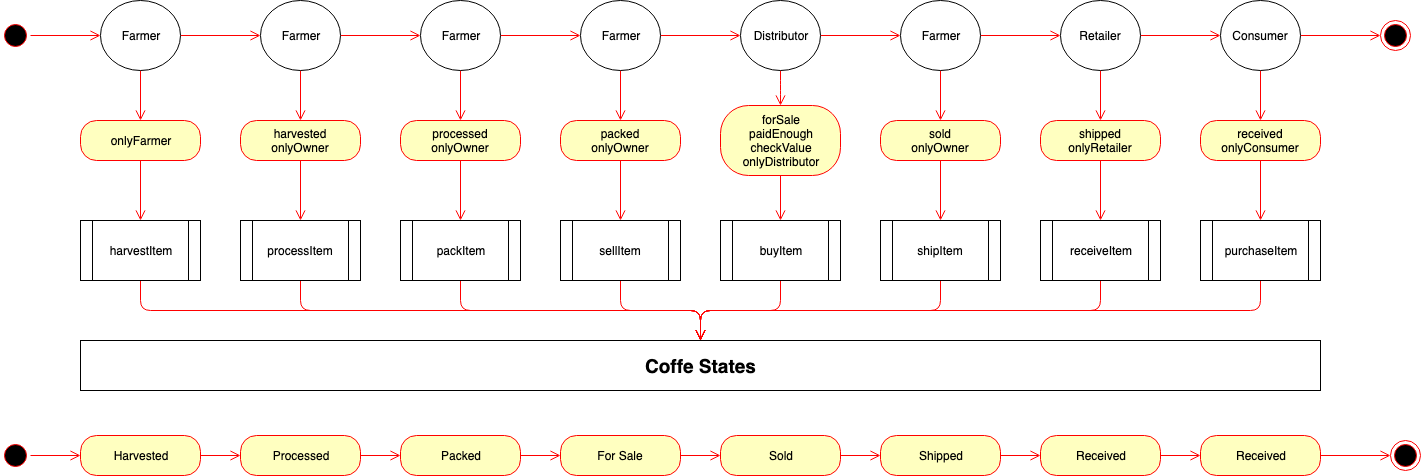 Farmer
Farmer
Farmer
Farmer
Distributor
Farmer
Retailer
Consumer
onlyFarmer
harvested
onlyOwner
processed
onlyOwner
packed
onlyOwner
forSale
paidEnough
checkValue
onlyDistributor
sold
onlyOwner
shipped
onlyRetailer
received
onlyConsumer
harvestItem
processItem
packItem
sellItem
buyItem
shipItem
receiveItem
purchaseItem
Coffe States
Harvested
Processed
Packed
For Sale
Sold
Shipped
Received
Received